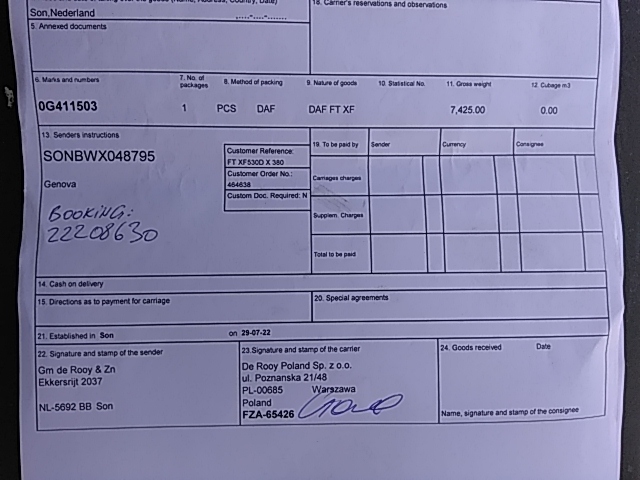 18. Carrier's reservations and observations
Son,Nederland
5. Annexed documents
6. Marks and numbers 7. No. of packages 8. Method of packing 9. Nature of goods 10. Statistical No. 11. Gross weight 12 Cubage m3
0G411503 1 PCS DAF DAF FT XF 7,425.00 0.00
13. Senders instructions
SONBWX048795
Genova
BOOKING:
22208630
Customer Reference:
FT XF530D X 380
Customer Order No.:
464638
Custom Doc. Required: N
19. To be paid by Sender Currency Consignee
Carriages charges
Supplem. Charges
Total to be paid
14. Cash on delivery
15. Directions as to payment for carriage
20. Special agreements
21. Established in Son on 29-07-22
22. Signature and stamp of the sender
Gm de Rooy & Zn
Ekkersrijt 2037
NL-5692 BB Son
23.Signature and stamp of the carrier
De Rooy Poland Sp. z o.o.
ul. Poznanska 21/48
PL-00685 Warszawa
Poland
FZA-65426
24. Goods received Date
Name, signature and stamp of the consignee